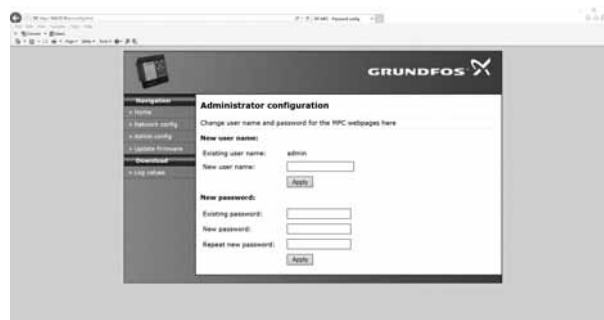 GRUNDFOS
Navigation
Home
Network config
Admin config
Update firmware
Download
Log values
Administrator configuration
Change user name and password for the MPC webpages here
New user name:
Existing user name: admin
New user name:
Apply
New password:
Existing password:
New password:
Repeat new password:
Apply